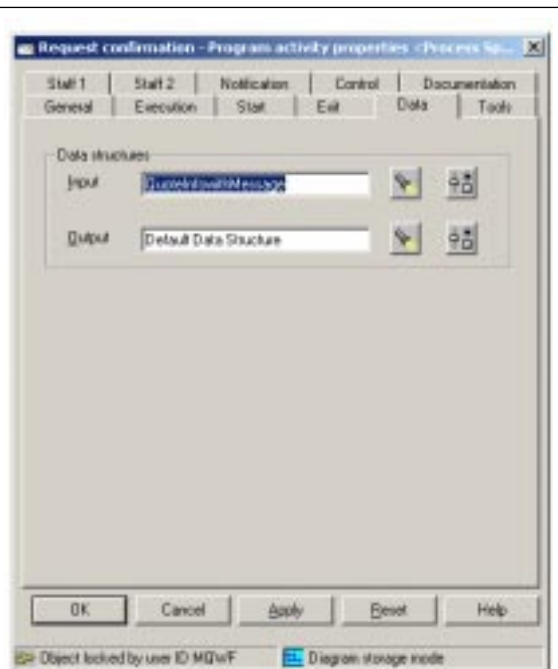 Request confirmation - Program activity properties <Process Sp...
Staff 1 Staff 2 Notification Control Documentation
General Execution Start Exit Data Tools
Data structures
Input QuoteInfowithMessage
Output Default Data Structure
OK Cancel Apply Reset Help
Object locked by user ID MQWF Diagram storage mode